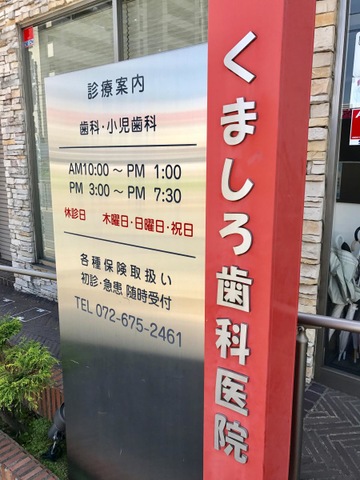 診療案内
歯科・小児歯科
AM10:00～PM 1:00
PM 3:00～PM 7:30
休診日 木曜日・日曜日・祝日
各種保険取扱い
初診・急患 随時受付
TEL 072-675-2461
くましろ歯科医院